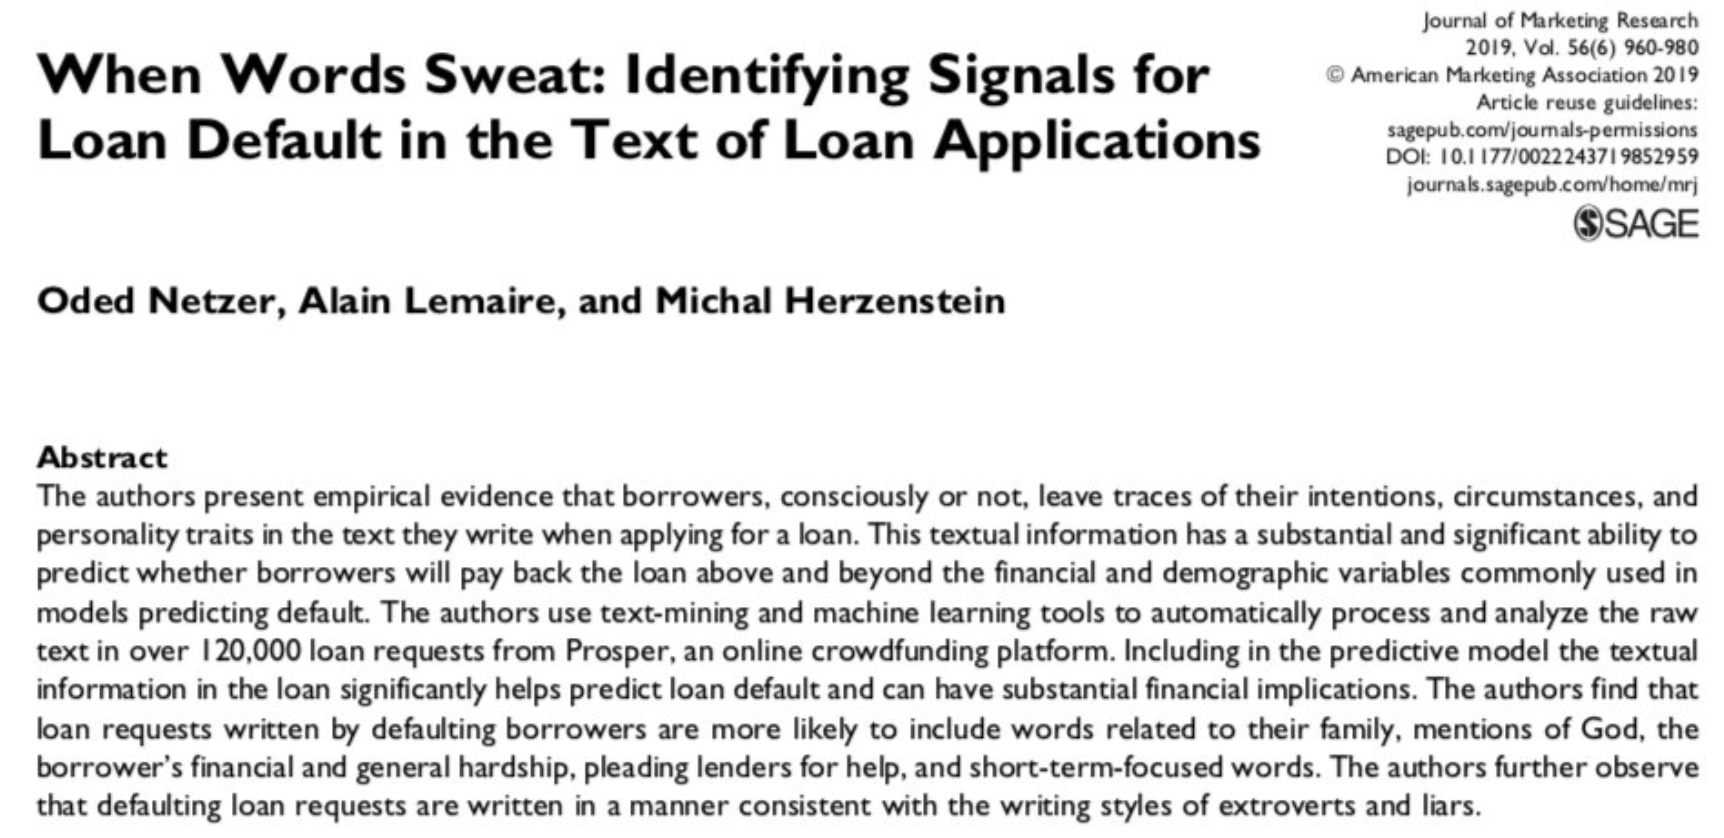 Journal of Marketing Research
2019, Vol. 56(6) 960-980
© American Marketing Association 2019
Article reuse guidelines:
sagepub.com/journals-permissions
DOI: 10.1177/0022243719852959
journals.sagepub.com/home/mrj
SAGE
When Words Sweat: Identifying Signals for
Loan Default in the Text of Loan Applications
Oded Netzer, Alain Lemaire, and Michal Herzenstein
Abstract
The authors present empirical evidence that borrowers, consciously or not, leave traces of their intentions, circumstances, and
personality traits in the text they write when applying for a loan. This textual information has a substantial and significant ability to
predict whether borrowers will pay back the loan above and beyond the financial and demographic variables commonly used in
models predicting default. The authors use text-mining and machine learning tools to automatically process and analyze the raw
text in over 120,000 loan requests from Prosper, an online crowdfunding platform. Including in the predictive model the textual
information in the loan significantly helps predict loan default and can have substantial financial implications. The authors find that
loan requests written by defaulting borrowers are more likely to include words related to their family, mentions of God, the
borrower's financial and general hardship, pleading lenders for help, and short-term-focused words. The authors further observe
that defaulting loan requests are written in a manner consistent with the writing styles of extroverts and liars.